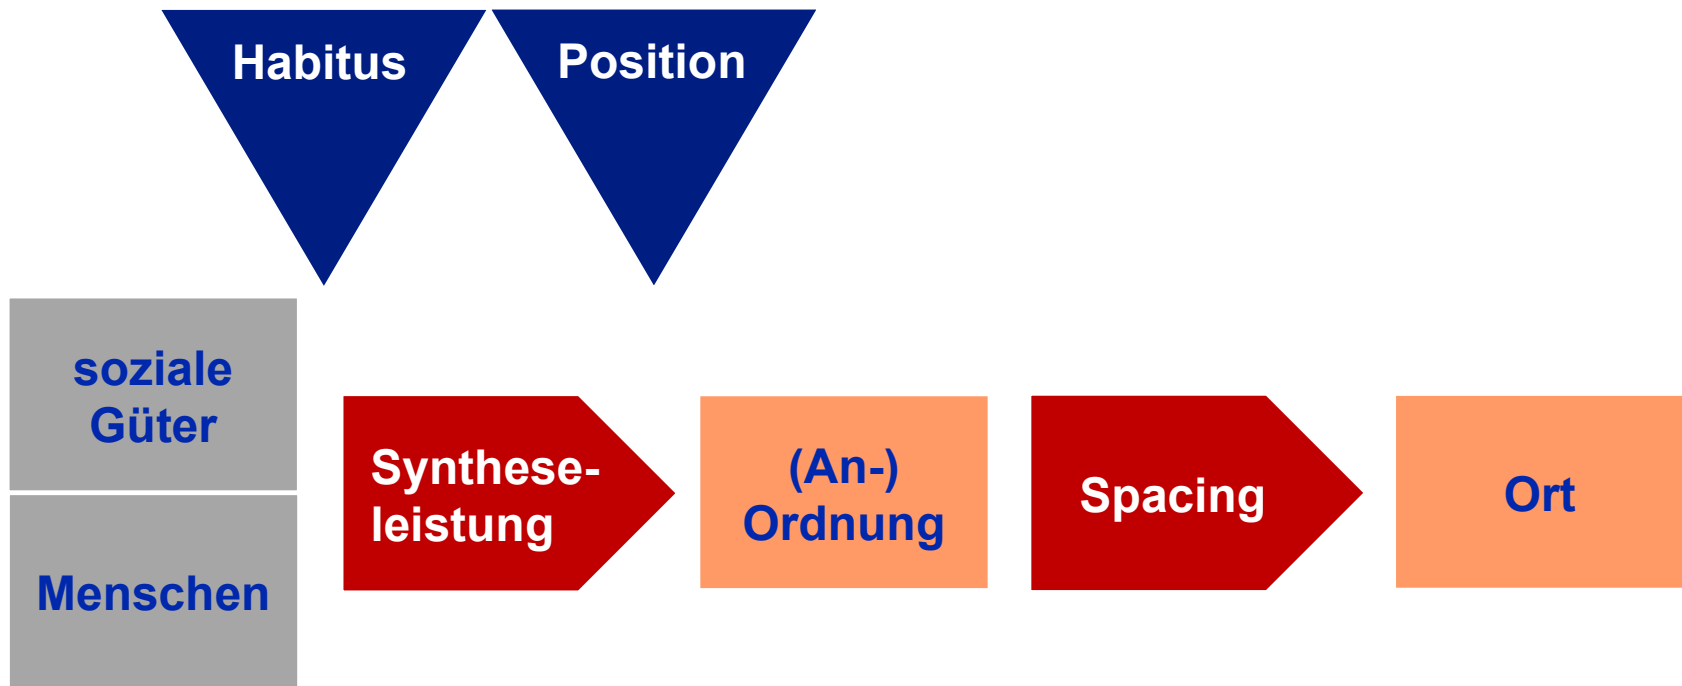 Habitus
Position
soziale
Güter
Menschen
Synthese-
leistung
(An-)
Ordnung
Spacing
Ort